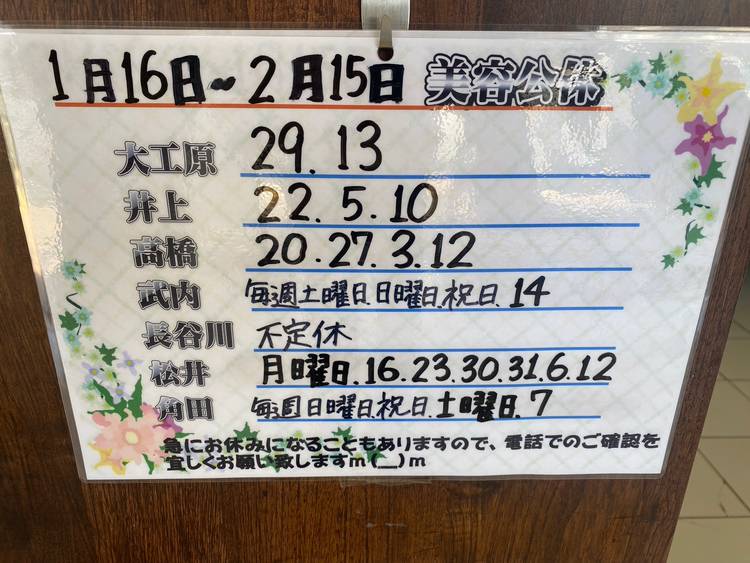 1月16日~2月15日 美容公休
大工原 29.13
井上 22.5.10
高橋 20.27.3.12
武内 毎週土曜日.日曜日.祝日.14
長谷川 不定休
松井 月曜日.16.23.30.31.6.12
角田 毎週日曜日.祝日.土曜日.7
急にお休みになることもありますので、電話でのご確認を
宜しくお願い致しますm(__)m